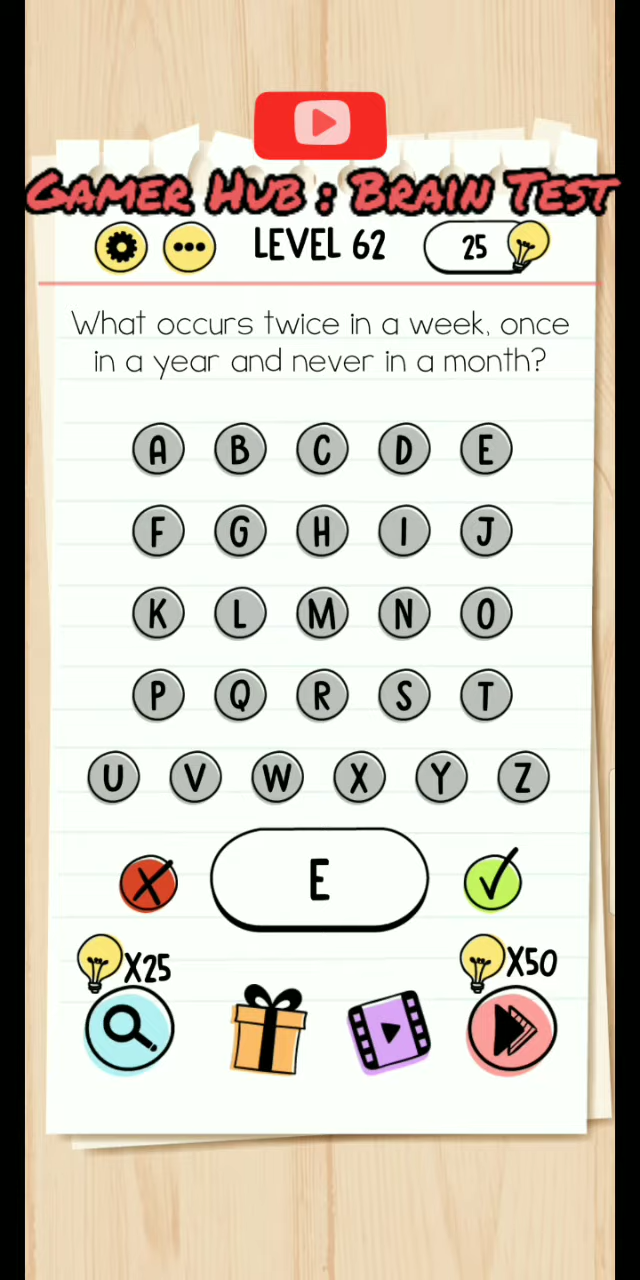 GAMER HUB : BRAIN TEST
LEVEL 62
25
What occurs twice in a week, once
in a year and never in a month?
A B C D E
F G H I J
K L M N O
P Q R S T
U V W X Y Z
E
X25
X50